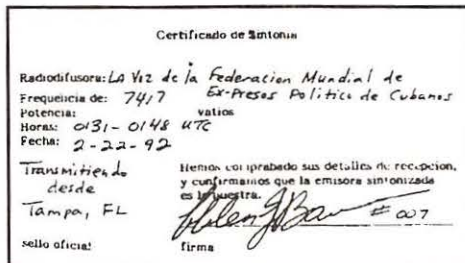 Certificado de Sintonia
Radiodifusora: LA Voz de la Federacion Mundial de
Ex-Presos Politico de Cubanos
Frequencia de: 7417
Potencia: vatios
Horas: 0131-0148 UTC
Fecha: 2-22-92
Transmitiendo
desde
Tampa, FL
Hemos comprobado sus detalles de recepcion,
y confirmamos que la emisora sintonizada
es la nuestra.
# 007
sello oficial firma